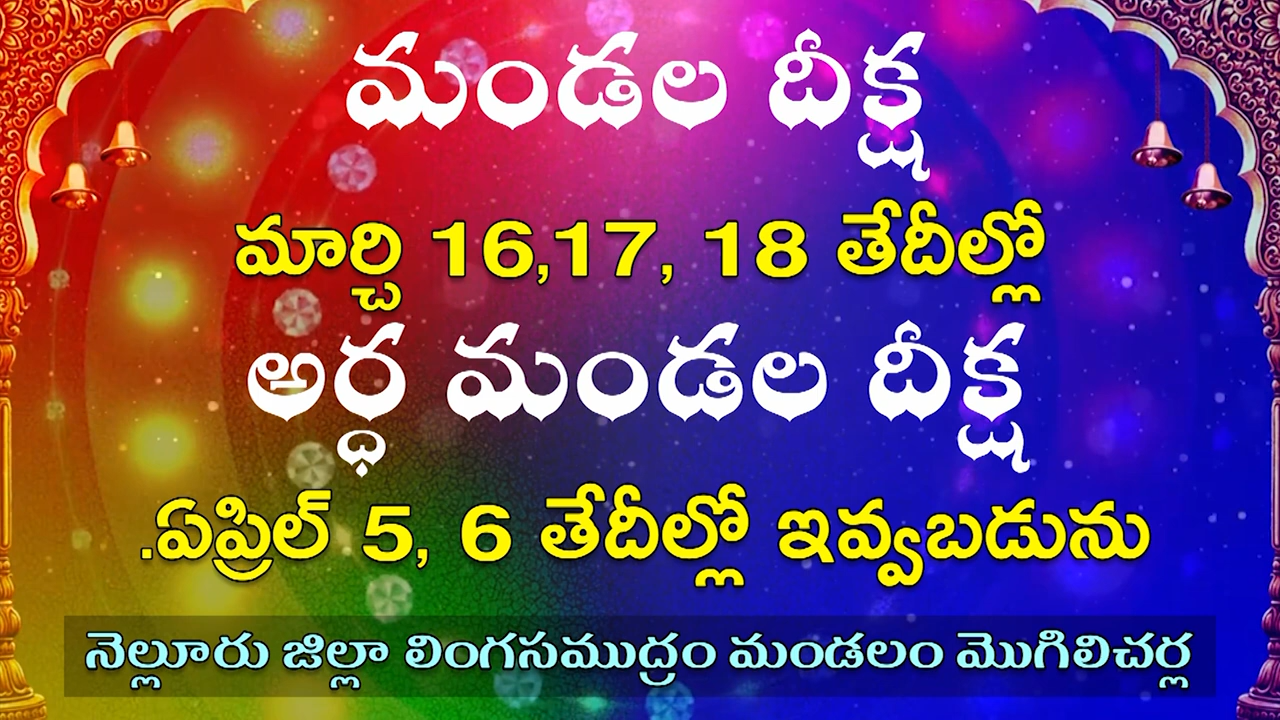 మండల దీక్ష
మార్చి 16,17, 18 తేదీల్లో
అర్ధ మండల దీక్ష
.ఏప్రిల్ 5, 6 తేదీల్లో ఇవ్వబడును
నెల్లూరు జిల్లా లింగసముద్రం మండలం మొగిలిచర్ల